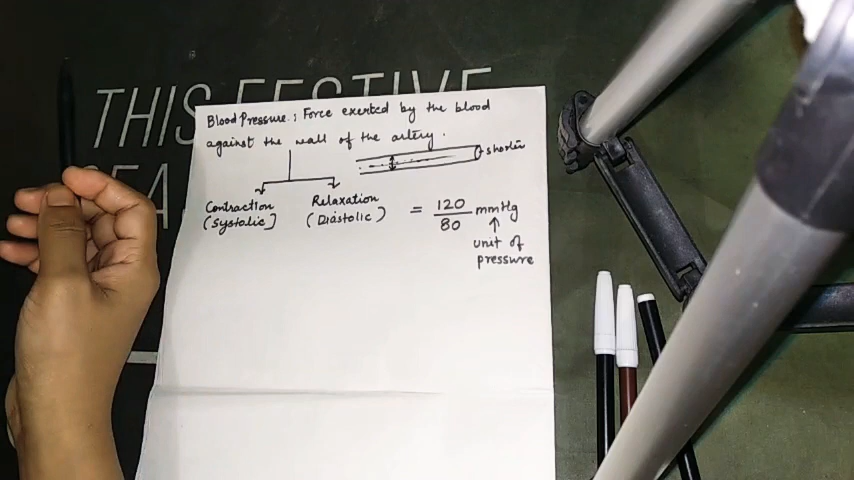 THIS FESTIVE
Blood Pressure : Force exerted by the blood
against the wall of the artery.
shorter
Contraction
(Systolic)
Relaxation
(Diastolic)
= 120/80 mmHg
unit of
pressure